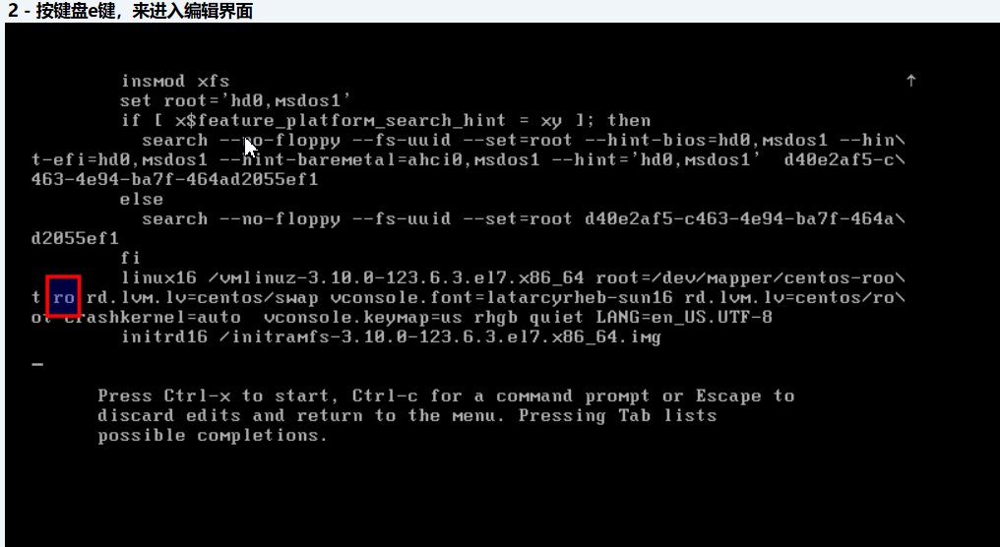 2 - 按键盘e键，来进入编辑界面
insmod xfs
set root='hd0,msdos1'
if [ x$feature_platform_search_hint = xy ]; then
search --no-floppy --fs-uuid --set=root --hint-bios=hd0,msdos1 --hin\
t-efi=hd0,msdos1 --hint-baremetal=ahci0,msdos1 --hint='hd0,msdos1'  d40e2af5-c\
463-4e94-ba7f-464ad2055ef1
else
search --no-floppy --fs-uuid --set=root d40e2af5-c463-4e94-ba7f-464a\
d2055ef1
fi
linux16 /vmlinuz-3.10.0-123.6.3.el7.x86_64 root=/dev/mapper/centos-roo\
t ro rd.lvm.lv=centos/swap vconsole.font=latarcyrheb-sun16 rd.lvm.lv=centos/ro\
ot crashkernel=auto  vconsole.keymap=us rhgb quiet LANG=en_US.UTF-8
initrd16 /initramfs-3.10.0-123.6.3.el7.x86_64.img
Press Ctrl-x to start, Ctrl-c for a command prompt or Escape to
discard edits and return to the menu. Pressing Tab lists
possible completions.